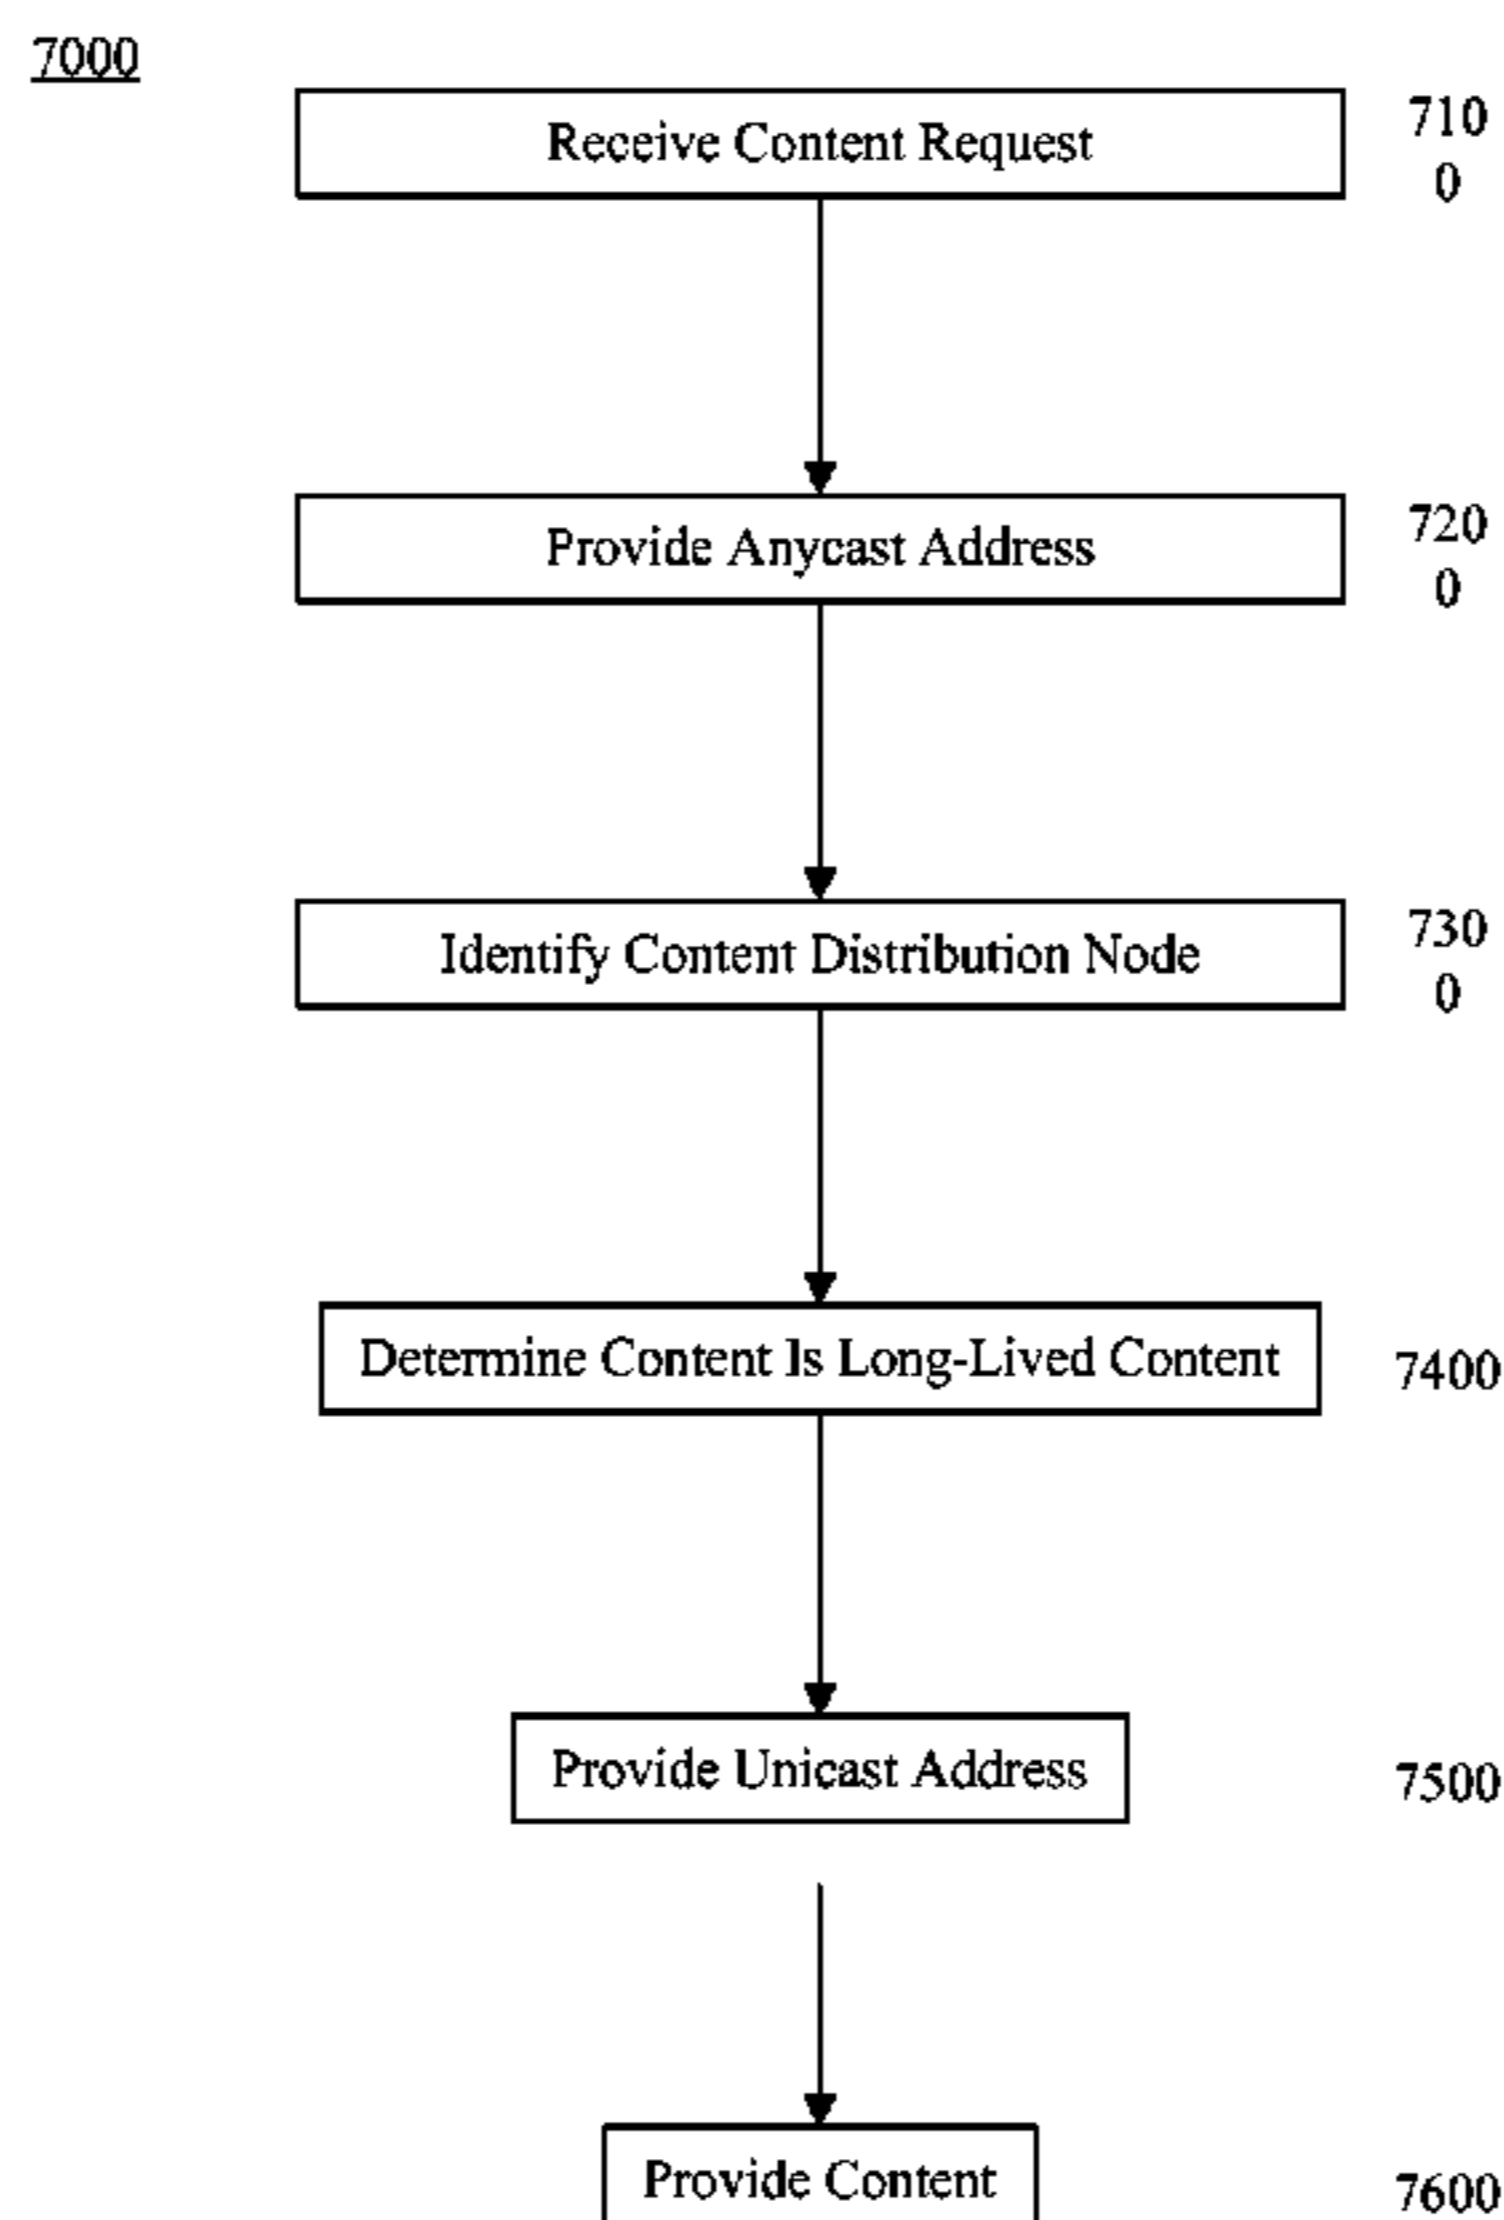 7000
Receive Content Request
710
0
Provide Anycast Address
720
0
Identify Content Distribution Node
730
0
Determine Content Is Long-Lived Content
7400
Provide Unicast Address
7500
Provide Content
7600